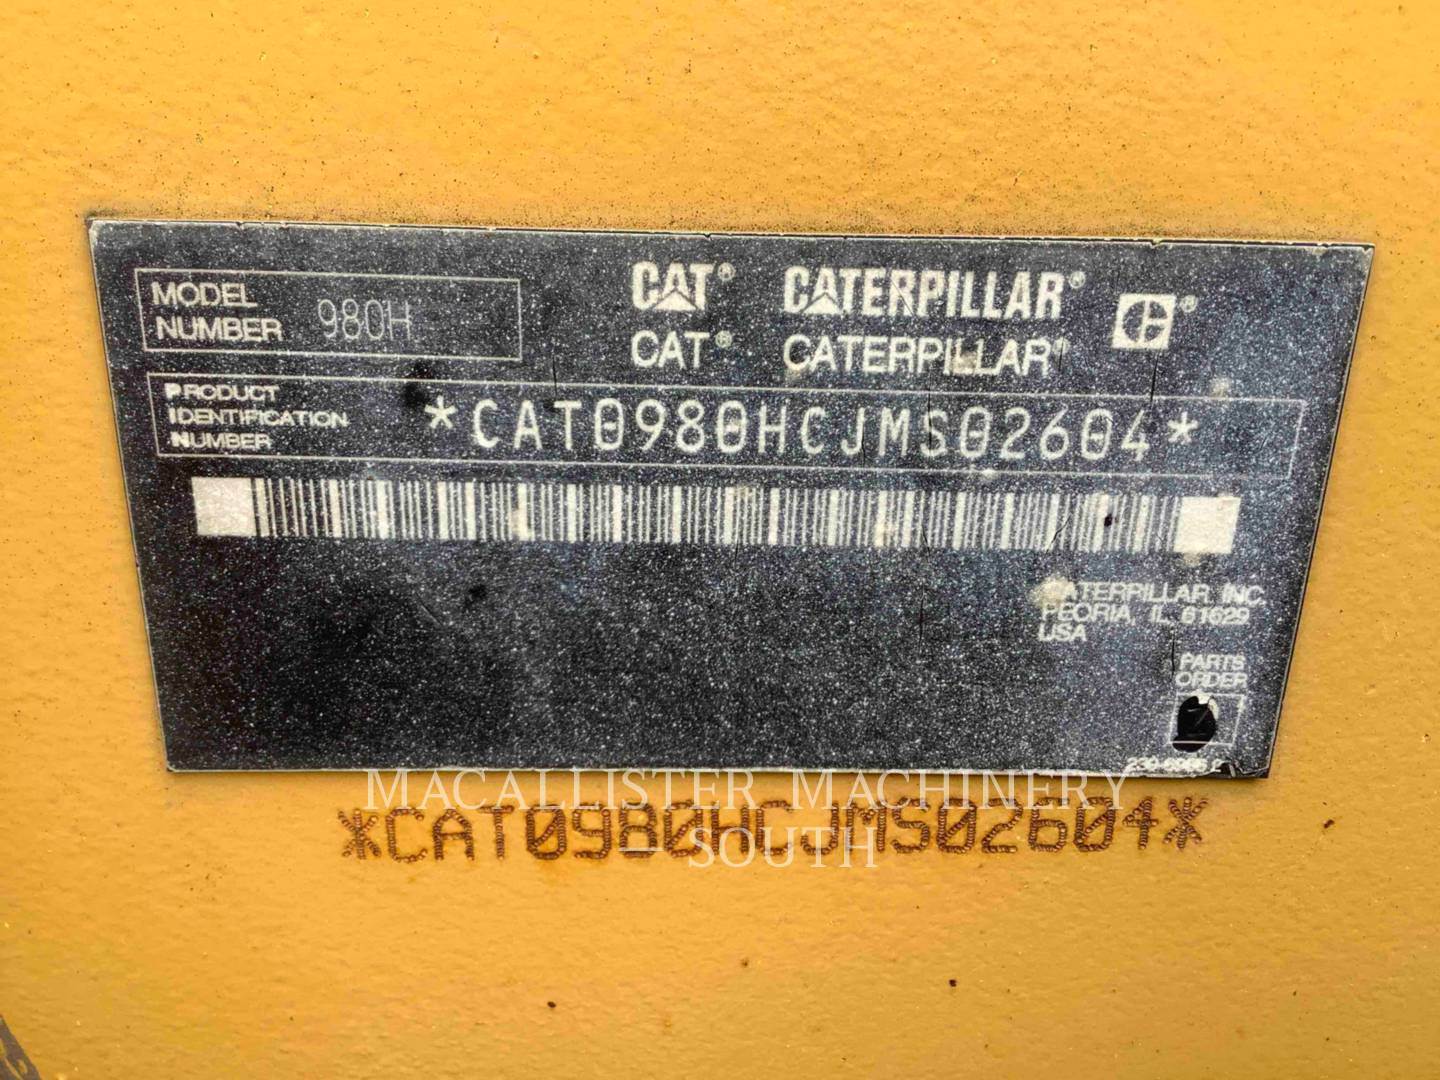 MODEL NUMBER 980H
CAT® CATERPILLAR®
CAT® CATERPILLAR®
PRODUCT
IDENTIFICATION
NUMBER
*CAT0980HCJMS02604*
CATERPILLAR INC.
PEORIA, IL 61629
USA
PARTS
ORDER
MACALLISTER MACHINERY
*CAT0980HCJMS02604*
— SOUTH